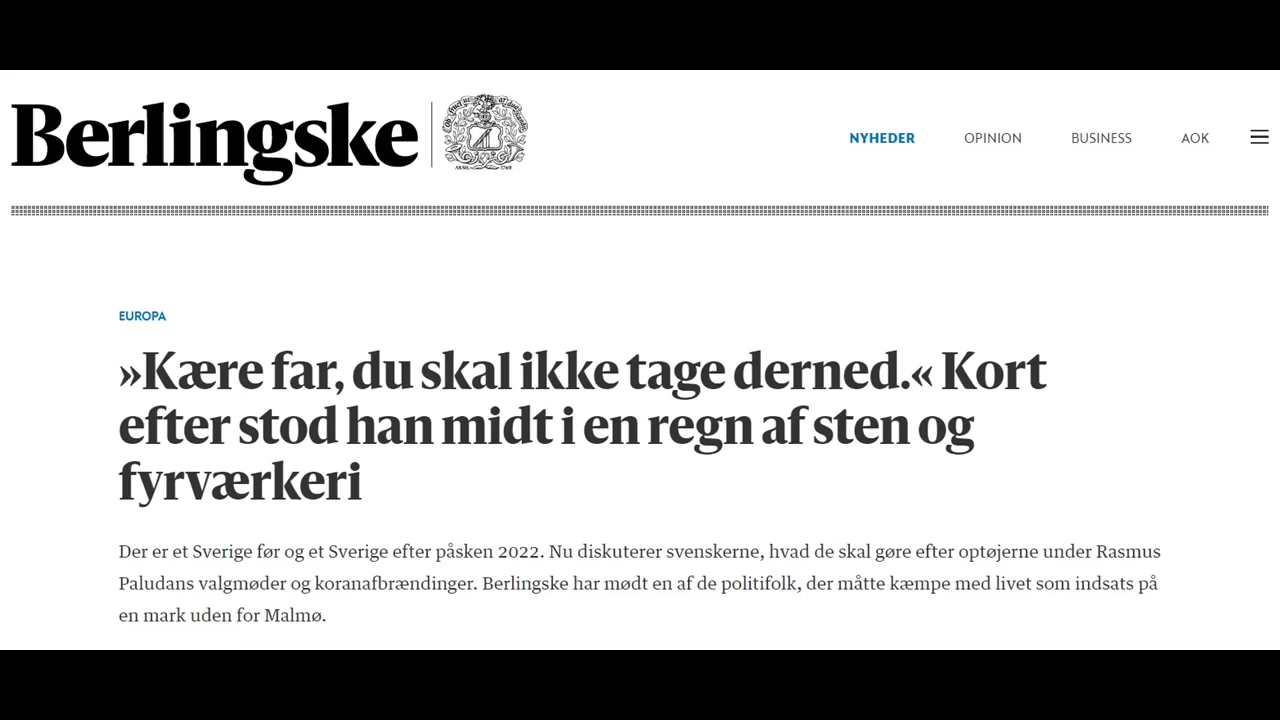 Berlingske
NYHEDER OPINION BUSINESS AOK
EUROPA
»Kære far, du skal ikke tage derned.« Kort
efter stod han midt i en regn af sten og
fyrværkeri
Der er et Sverige før og et Sverige efter påsken 2022. Nu diskuterer svenskerne, hvad de skal gøre efter optøjerne under Rasmus
Paludans valgmøder og koranafbrændinger. Berlingske har mødt en af de politifolk, der måtte kæmpe med livet som indsats på
en mark uden for Malmø.